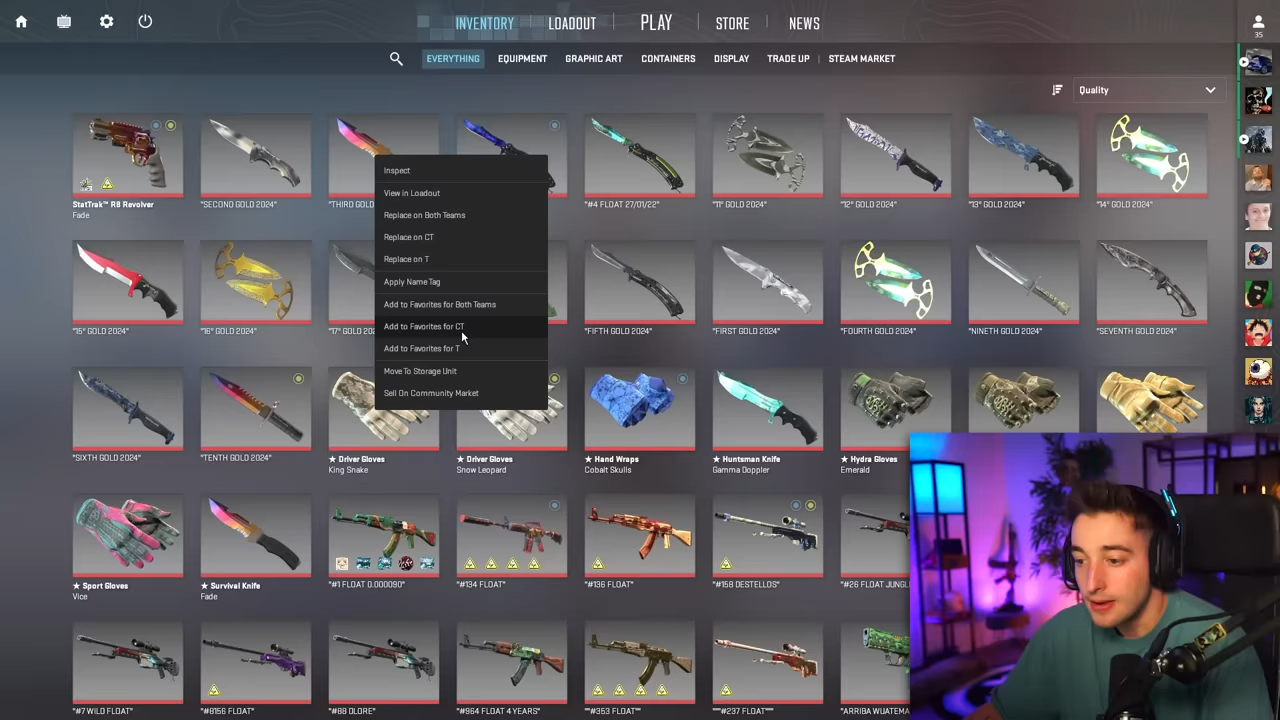 INVENTORY
LOADOUT
PLAY
STORE
NEWS
35
EVERYTHING
EQUIPMENT
GRAPHIC ART
CONTAINERS
DISPLAY
TRADE UP
STEAM MARKET
Quality
StatTrak™ R8 Revolver
Fade
"SECOND GOLD 2024"
"THIRD GOLD
"#4 FLOAT 27/01/22"
"11° GOLD 2024"
"12° GOLD 2024"
"13° GOLD 2024"
"14° GOLD 2024"
Inspect
View in Loadout
Replace on Both Teams
Replace on CT
Replace on T
Apply Name Tag
Add to Favorites for Both Teams
Add to Favorites for CT
Add to Favorites for T
Move To Storage Unit
Sell On Community Market
"15° GOLD 2024"
"16° GOLD 2024"
"17° GOLD 202
"FIFTH GOLD 2024"
"FIRST GOLD 2024"
"FOURTH GOLD 2024"
"NINETH GOLD 2024"
"SEVENTH GOLD 2024"
"SIXTH GOLD 2024"
"TENTH GOLD 2024"
★ Driver Gloves
King Snake
★ Driver Gloves
Snow Leopard
★ Hand Wraps
Cobalt Skulls
★ Huntsman Knife
Gamma Doppler
★ Hydra Gloves
Emerald
★ Sport Gloves
Vice
★ Survival Knife
Fade
"#1 FLOAT 0.000090"
"#134 FLOAT"
"#136 FLOAT"
"#158 DESTELLOS"
"#26 FLOAT JUNGL
"#7 WILD FLOAT"
"#8156 FLOAT"
"#88 DLORE"
"#964 FLOAT 4 YEARS"
""#353 FLOAT""
"""#237 FLOAT"""
"ARRIBA WUATEMA